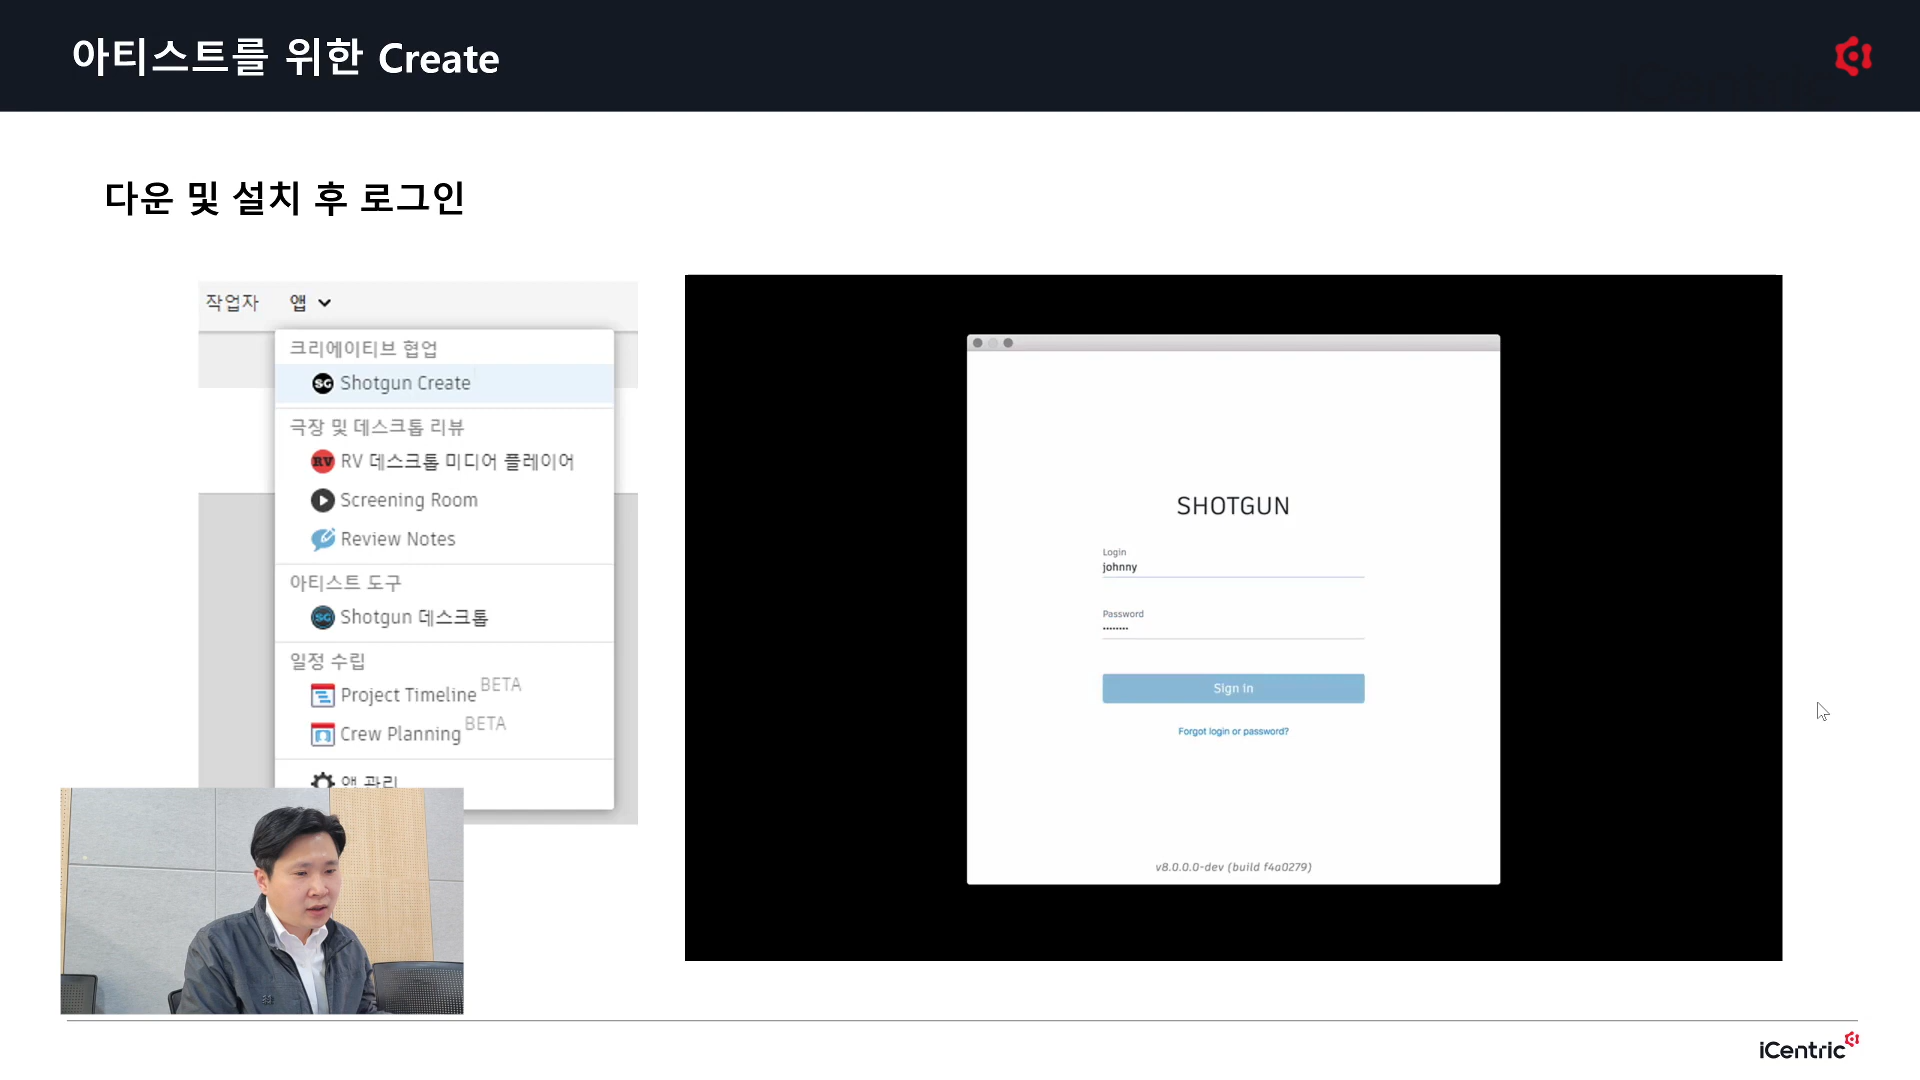 아티스트를 위한 Create
다운 및 설치 후 로그인
작업자 앱
크리에이티브 협업
SG Shotgun Create
극장 및 데스크톱 리뷰
RV RV 데스크톱 미디어 플레이어
Screening Room
Review Notes
아티스트 도구
SG Shotgun 데스크톱
일정 수립
Project Timeline BETA
Crew Planning BETA
앱 관리
SHOTGUN
Login
johnny
Password
••••••••
Sign In
Forgot login or password?
v8.0.0.0-dev (build f4a0279)
iCentric